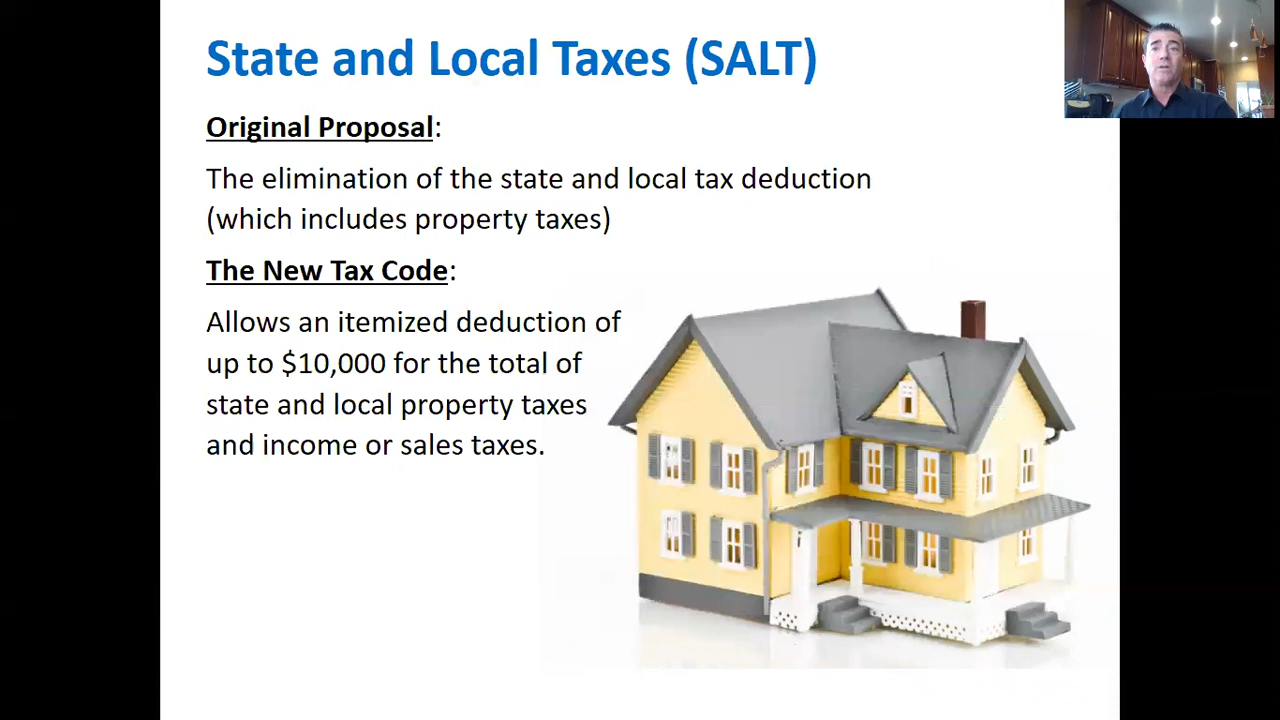 State and Local Taxes (SALT)
Original Proposal:
The elimination of the state and local tax deduction
(which includes property taxes)
The New Tax Code:
Allows an itemized deduction of
up to $10,000 for the total of
state and local property taxes
and income or sales taxes.